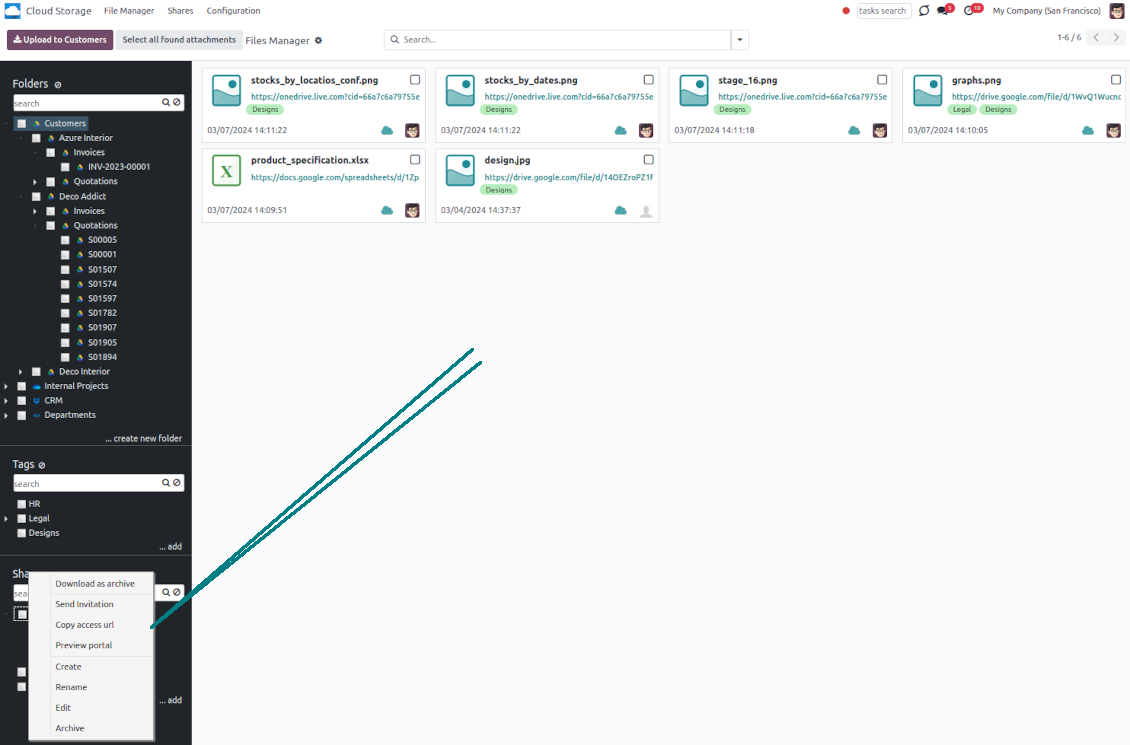 Cloud Storage File Manager Shares Configuration tasks search 5 10 My Company (San Francisco)
Upload to Customers Select all found attachments Files Manager Search... 1-6 / 6
Folders
search
Customers
Azure Interior
Invoices
INV-2023-00001
Quotations
Deco Addict
Invoices
Quotations
S00005
S00001
S01507
S01574
S01597
S01782
S01907
S01905
S01894
Deco Interior
Internal Projects
CRM
Departments
... create new folder
Tags
search
HR
Legal
Designs
... add
Sha
sea
... add
Download as archive
Send Invitation
Copy access url
Preview portal
Create
Rename
Edit
Archive
stocks_by_locatios_conf.png
https://onedrive.live.com?cid=66a7c6a79755e
Designs
03/07/2024 14:11:22
stocks_by_dates.png
https://onedrive.live.com?cid=66a7c6a79755e
Designs
03/07/2024 14:11:22
stage_16.png
https://onedrive.live.com?cid=66a7c6a79755e
Designs
03/07/2024 14:11:18
graphs.png
https://drive.google.com/file/d/1WvQ1Wucnc
Legal Designs
03/07/2024 14:10:05
X
product_specification.xlsx
https://docs.google.com/spreadsheets/d/1Zp
03/07/2024 14:09:51
design.jpg
https://drive.google.com/file/d/14OEZroPZ1F
Designs
03/04/2024 14:37:37